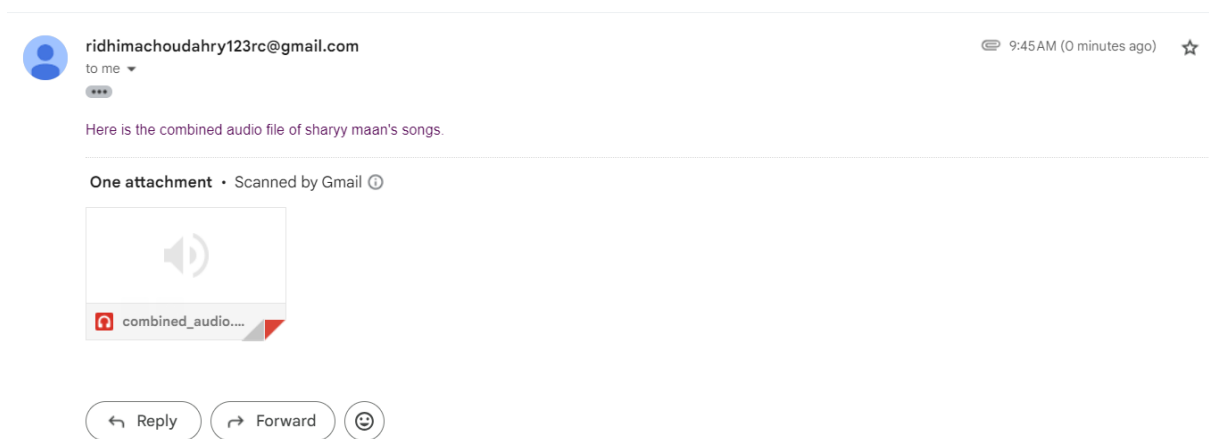 ridhimachoudahry123rc@gmail.com
9:45 AM (0 minutes ago)
to me
Here is the combined audio file of sharyy maan's songs.
One attachment • Scanned by Gmail
combined_audio....
Reply
Forward